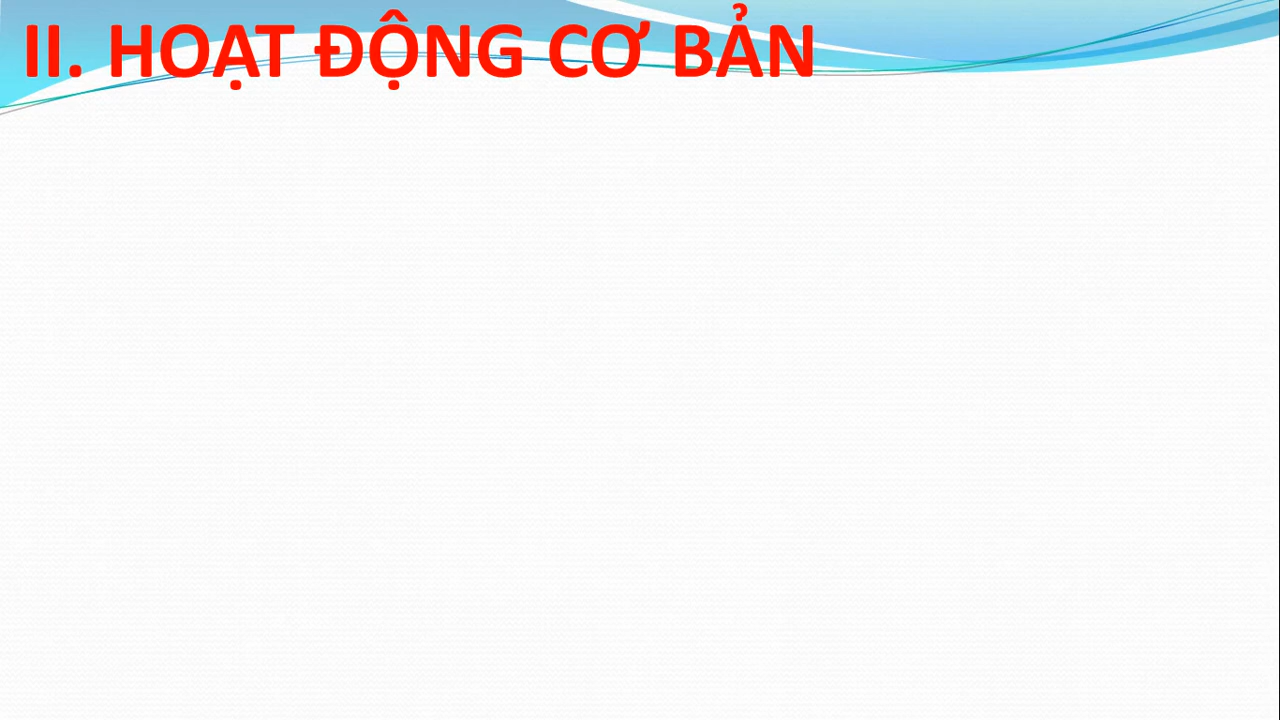 II. HOẠT ĐỘNG CƠ BẢN